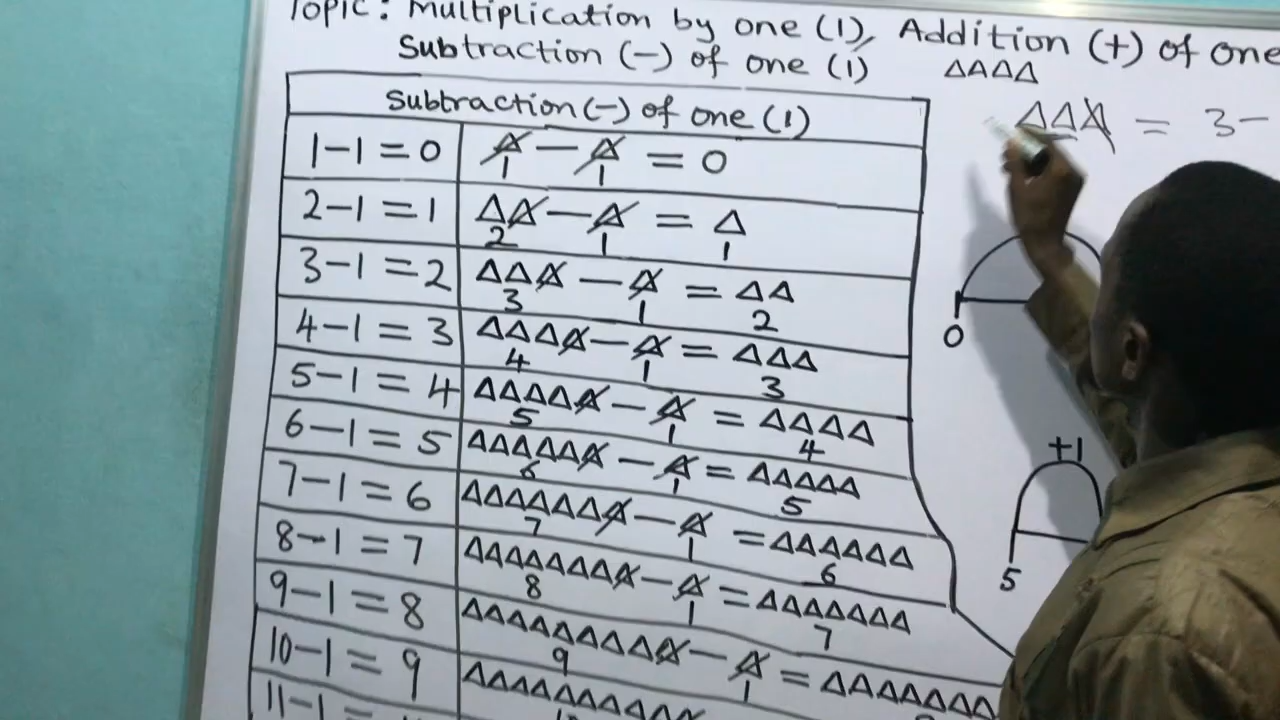 Topic: Multiplication by one (1), Addition (+) of one
Subtraction (-) of one (1)
ΔΔΔΔ
Subtraction (-) of one (1)
ΔΔΔ = 3-
1-1=0 Δ - Δ = 0
1 1
2-1=1 ΔΔ - Δ = Δ
2 1 1
3-1=2 ΔΔΔ - Δ = ΔΔ
3 1 2
4-1=3 ΔΔΔΔ - Δ = ΔΔΔ
4 1 3
5-1=4 ΔΔΔΔΔ - Δ = ΔΔΔΔ
5 1 4
6-1=5 ΔΔΔΔΔΔ - Δ = ΔΔΔΔΔ
6 1 5
7-1=6 ΔΔΔΔΔΔΔ - Δ = ΔΔΔΔΔΔ
7 1 6
8-1=7 ΔΔΔΔΔΔΔΔ - Δ = ΔΔΔΔΔΔΔ
8 1 7
9-1=8 ΔΔΔΔΔΔΔΔΔ - Δ = ΔΔΔΔΔΔΔ
9 1
10-1=9 ΔΔΔΔΔΔΔΔΔΔ
11-1
0
+1
5